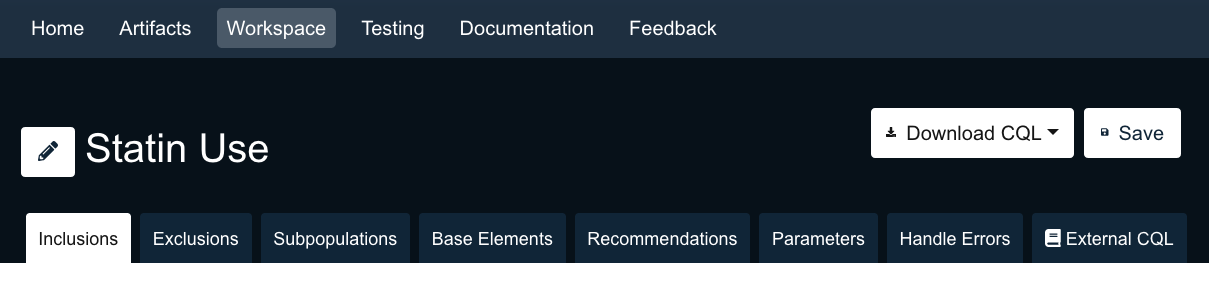 Home Artifacts Workspace Testing Documentation Feedback
Statin Use
Download CQL Save
Inclusions Exclusions Subpopulations Base Elements Recommendations Parameters Handle Errors External CQL